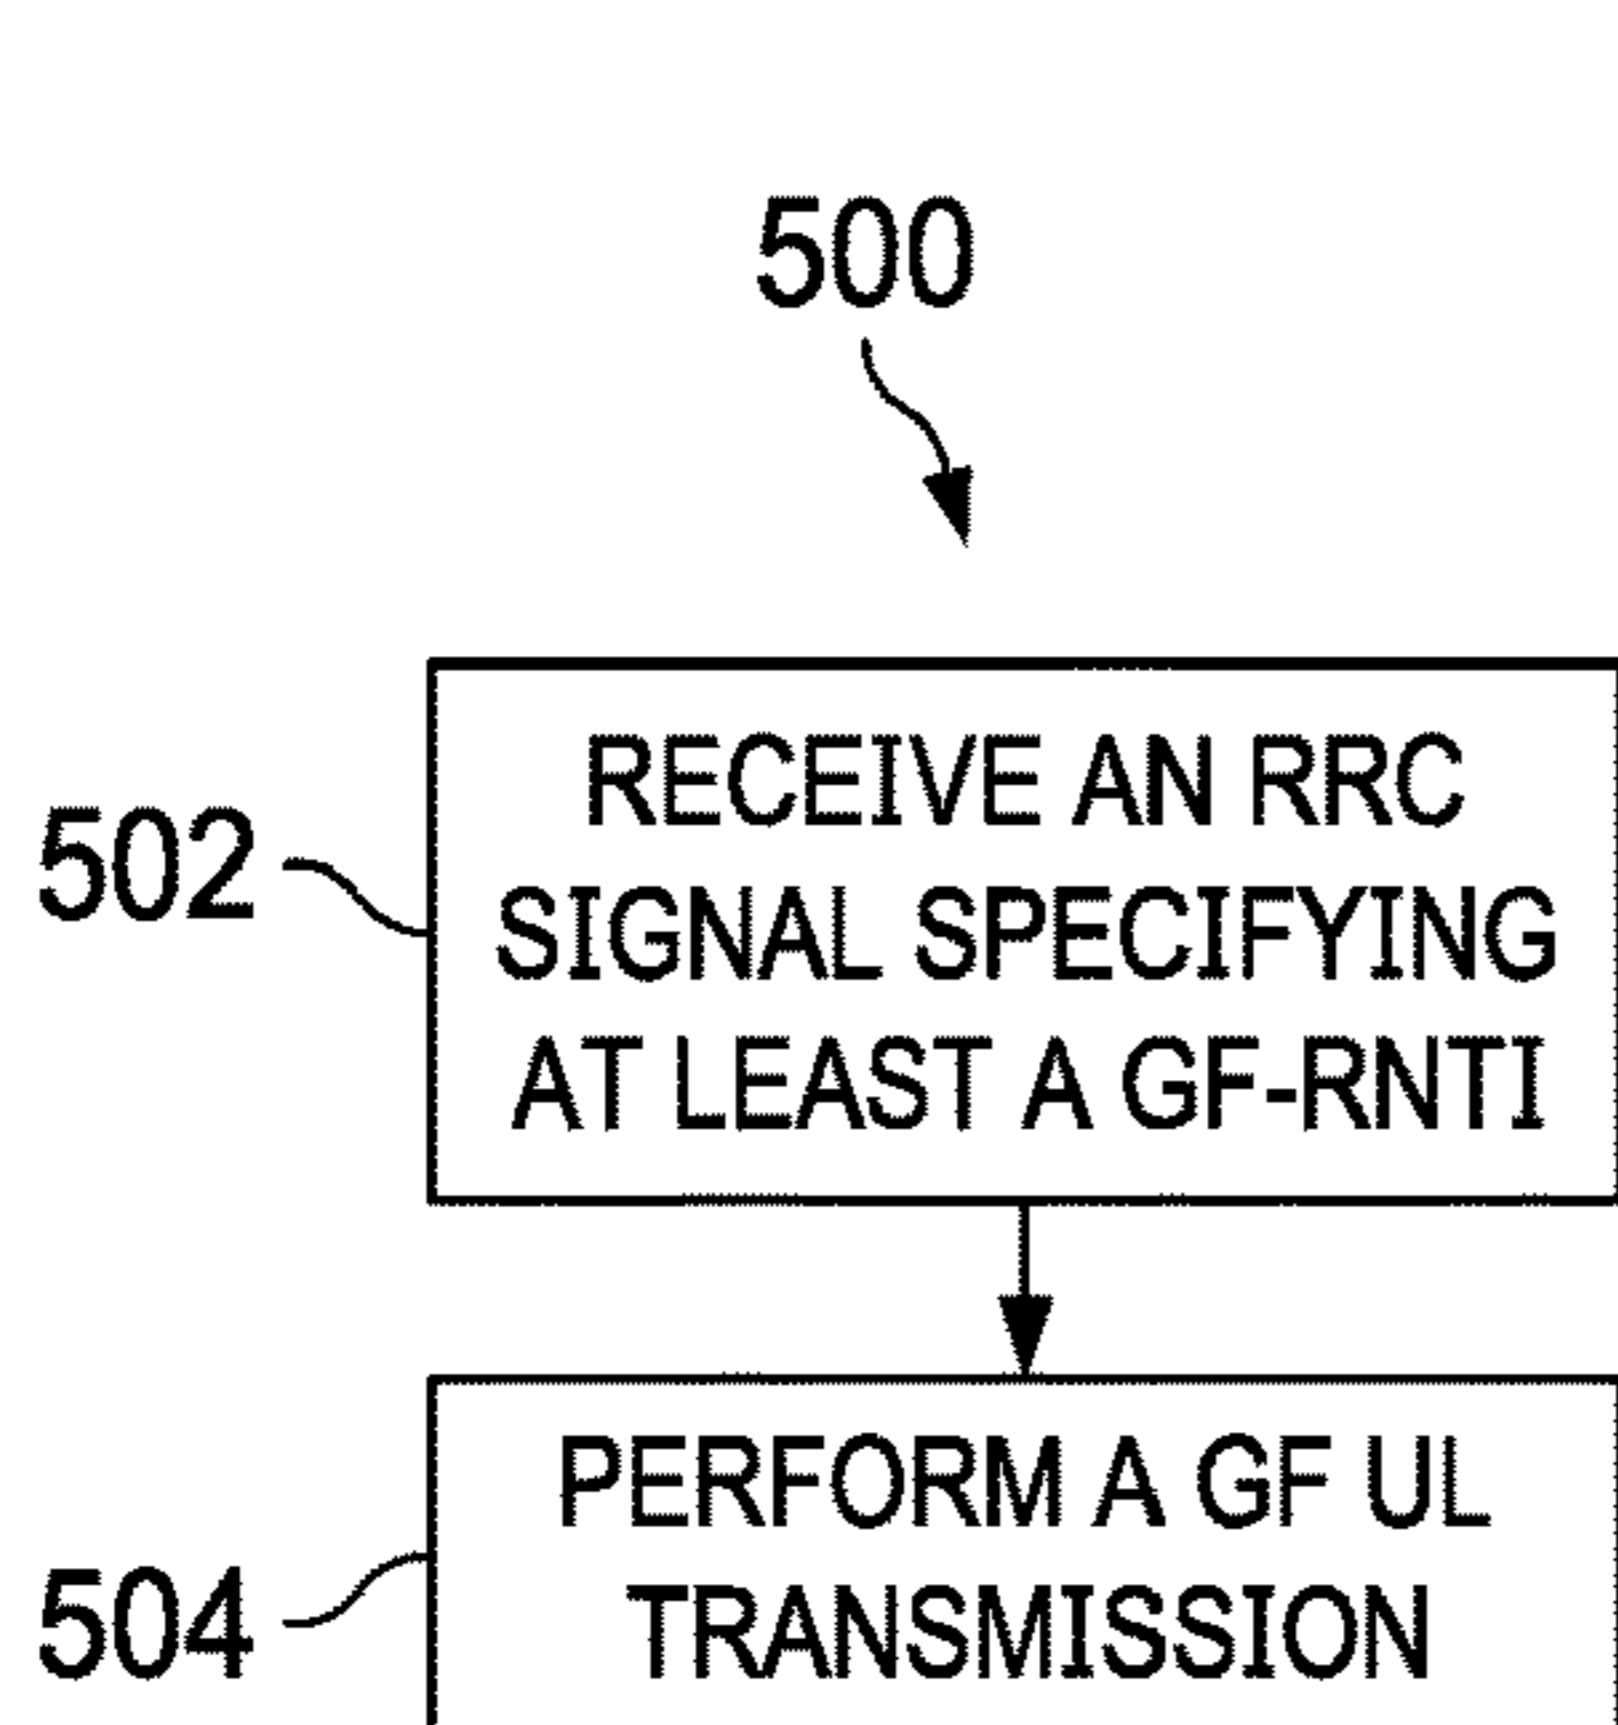 500
502
RECEIVE AN RRC
SIGNAL SPECIFYING
AT LEAST A GF-RNTI
504
PERFORM A GF UL
TRANSMISSION